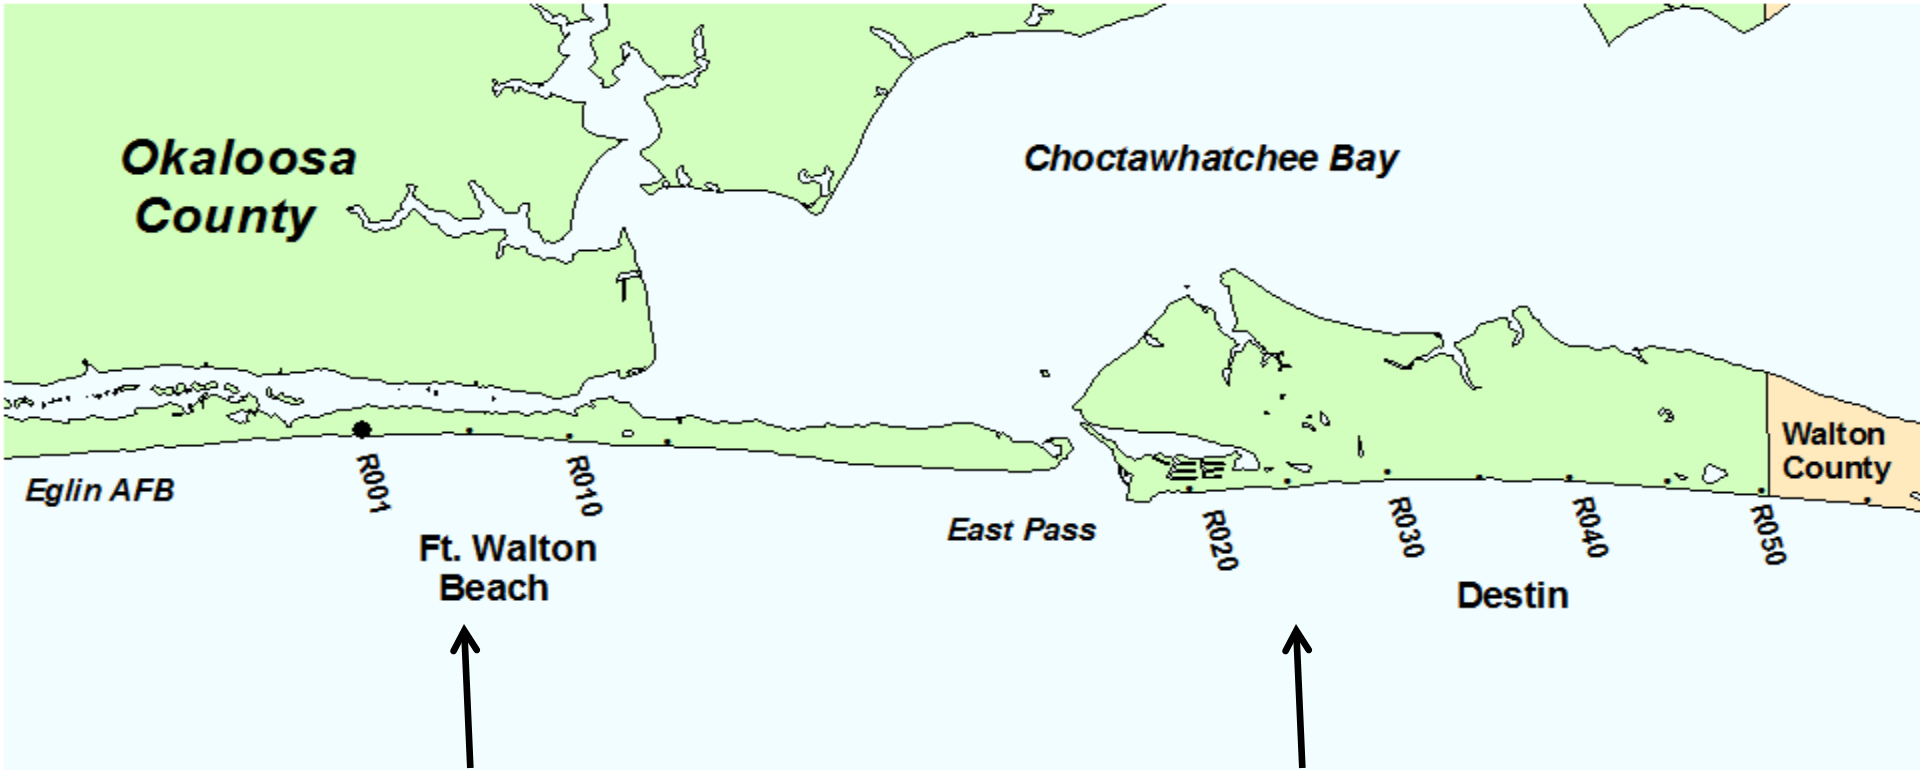 Okaloosa
County
Choctawhatchee Bay
Walton
County
Eglin AFB
R001
R010
Ft. Walton
Beach
East Pass
R020
R030
R040
R050
Destin